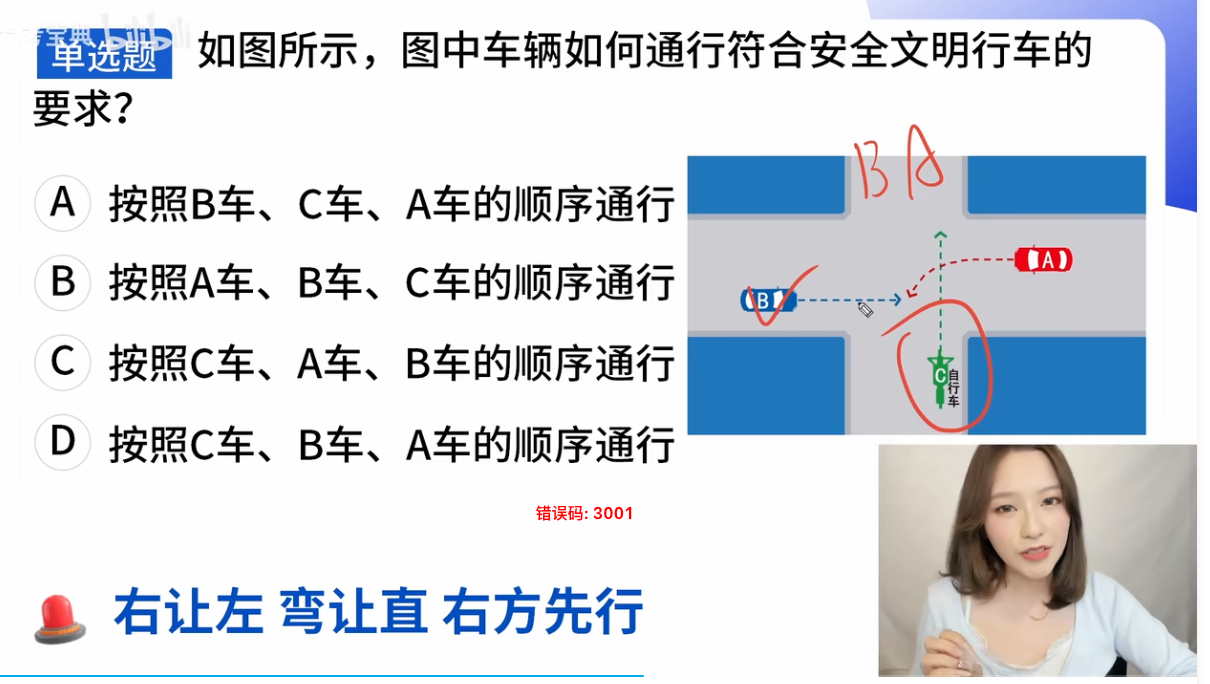 考宝典 bilibili
单选题 如图所示，图中车辆如何通行符合安全文明行车的
要求？
A 按照B车、C车、A车的顺序通行
B 按照A车、B车、C车的顺序通行
C 按照C车、A车、B车的顺序通行
D 按照C车、B车、A车的顺序通行
B A
A
B
C
自行车
错误码: 3001
右让左 弯让直 右方先行